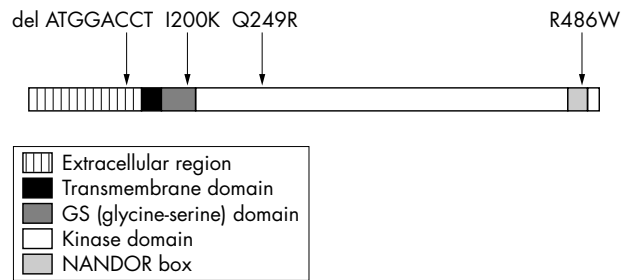 del ATGGACCT I200K Q249R R486W
Extracellular region
Transmembrane domain
GS (glycine-serine) domain
Kinase domain
NANDOR box